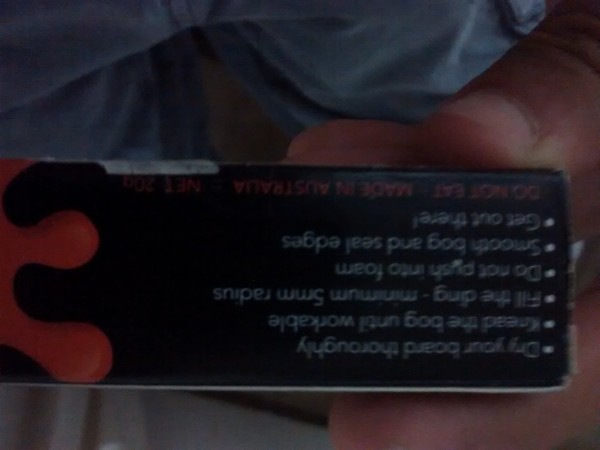 • Dry your board thoroughly
• Knead the bog until workable
• Fill the ding - minimum 5mm radius
• Do not push into foam
• Smooth bog and seal edges
• Get out there!
DO NOT EAT - MADE IN AUSTRALIA - NET 20g